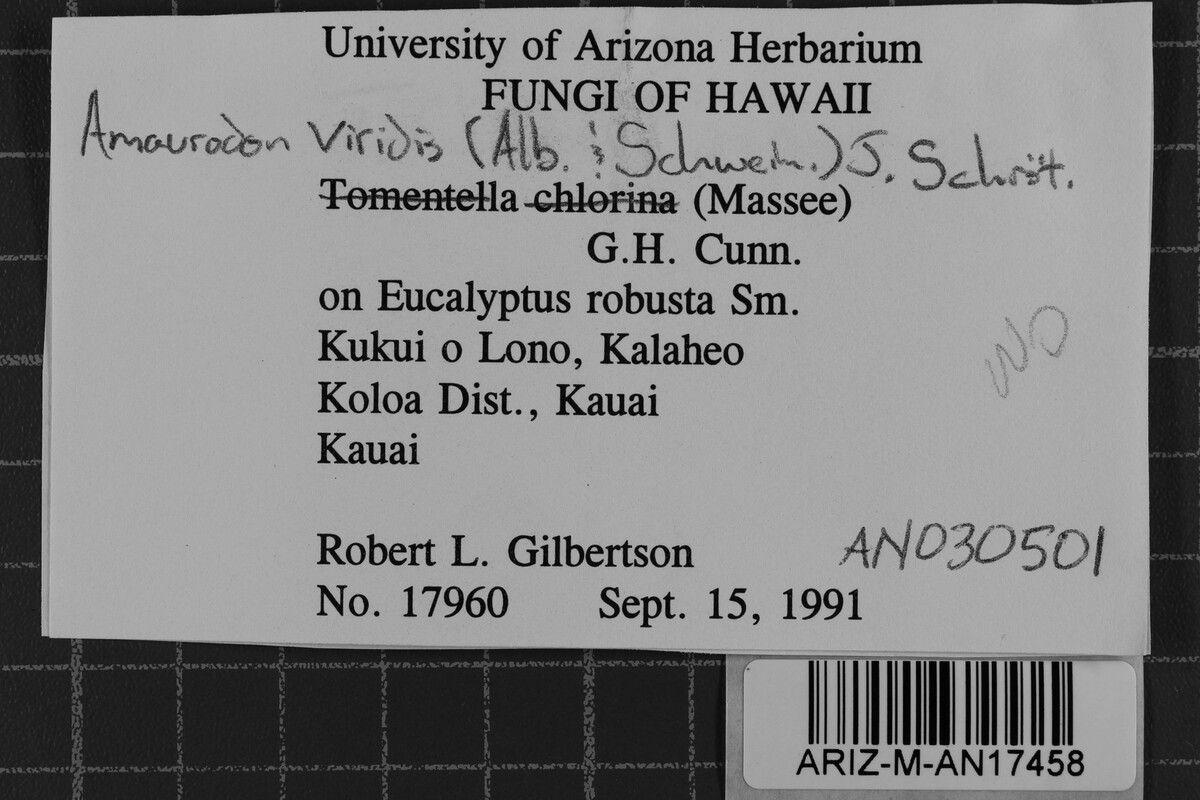 University of Arizona Herbarium
FUNGI OF HAWAII
Amaurodon viridis (Alb. & Schwein.) J. Schröt.
Tomentella chlorina (Massee)
G.H. Cunn.
on Eucalyptus robusta Sm.
Kukui o Lono, Kalaheo
Koloa Dist., Kauai
Kauai
WO
Robert L. Gilbertson
AN030501
No. 17960 Sept. 15, 1991
ARIZ-M-AN17458